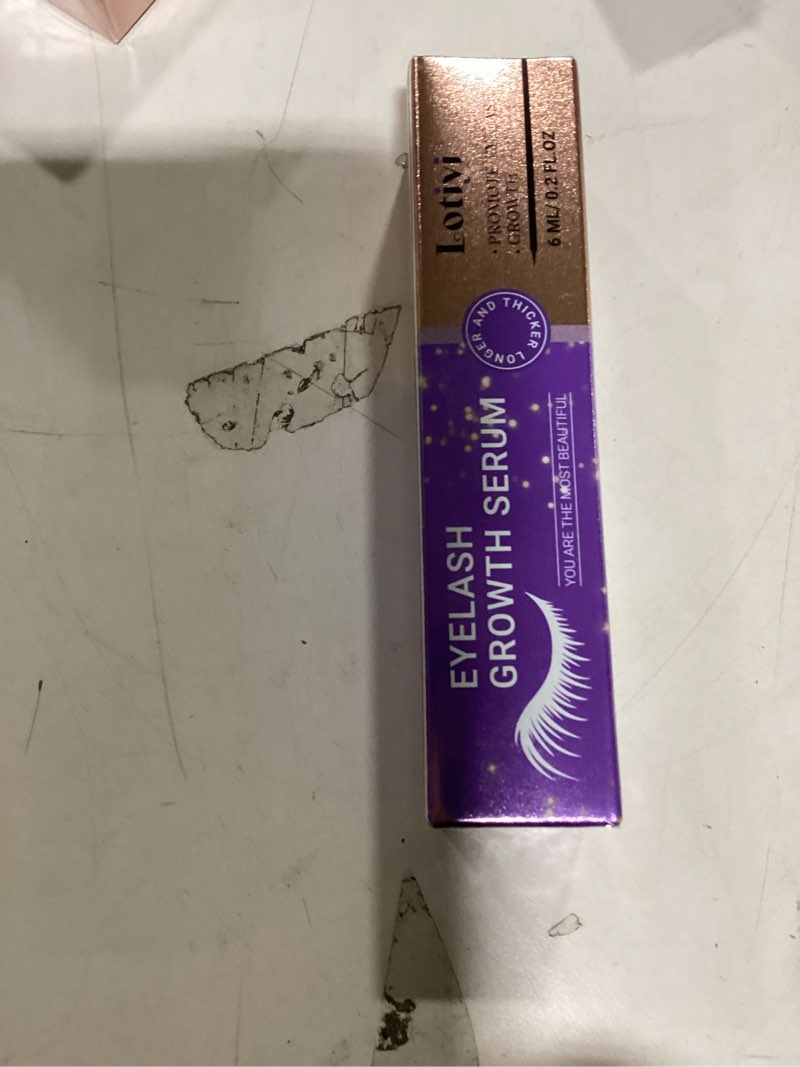 Lotiyi
• PROMOTE
• GROWTH
6 ML/ 0.2 FL.OZ
LONGER AND THICKER
EYELASH
GROWTH SERUM
YOU ARE THE MOST BEAUTIFUL